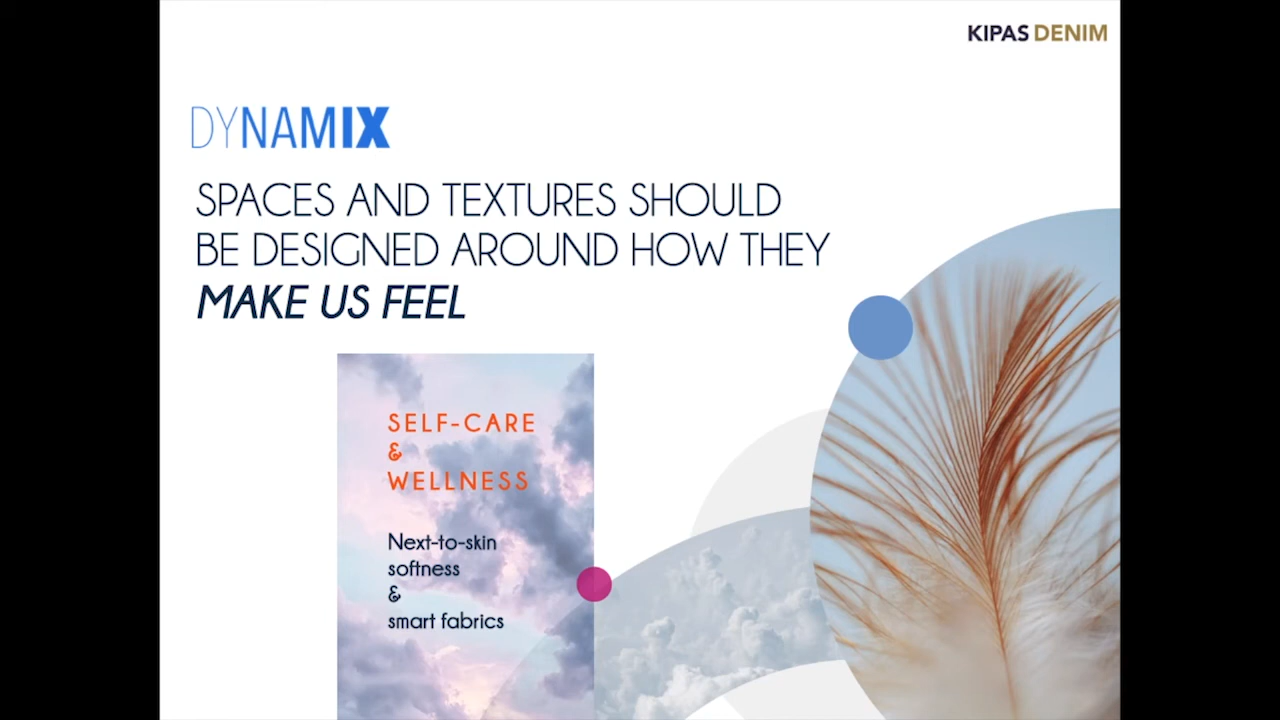 KIPAS DENIM
DYNAMIX
SPACES AND TEXTURES SHOULD
BE DESIGNED AROUND HOW THEY
MAKE US FEEL
SELF-CARE
&
WELLNESS
Next-to-skin
softness
&
smart fabrics